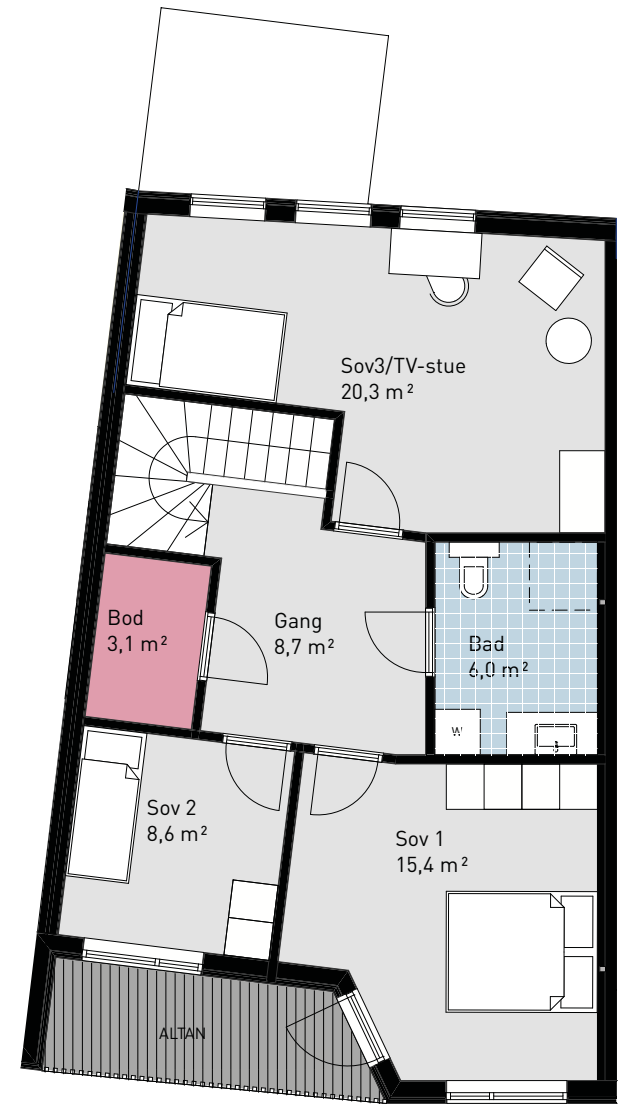 Sov3/TV-stue
20,3 m²
Bod
3,1 m²
Gang
8,7 m²
Bad
6,0 m²
W
Sov 2
8,6 m²
Sov 1
15,4 m²
ALTAN